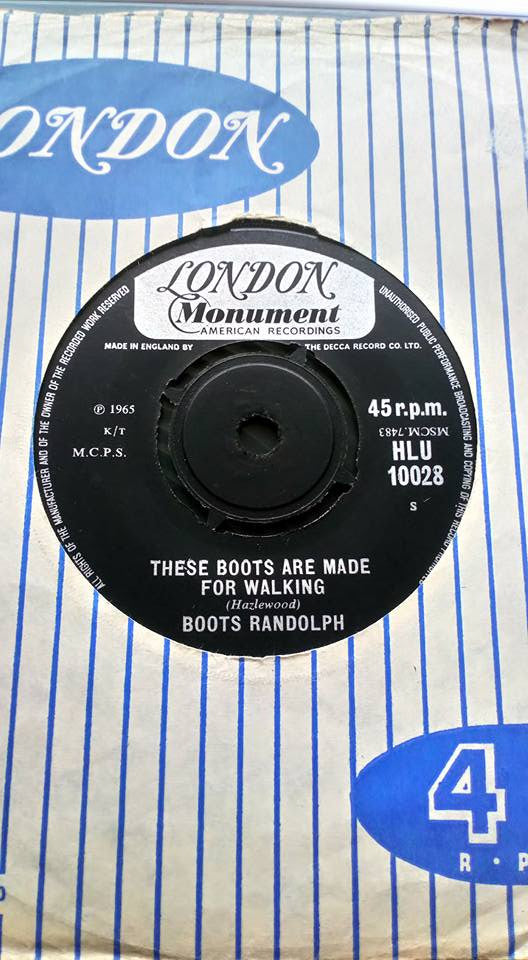 ONDON
LONDON
Monument
AMERICAN RECORDINGS
MADE IN ENGLAND BY THE DECCA RECORD CO. LTD.
ALL RIGHTS OF THE MANUFACTURER AND OF THE OWNER OF THE RECORDED WORK RESERVED
UNAUTHORISED PUBLIC PERFORMANCE BROADCASTING AND COPYING OF THIS RECORD PROHIBITED
℗ 1965
K/T
M.C.P.S.
45 r.p.m.
MSCM.7483
HLU
10028
S
THESE BOOTS ARE MADE
FOR WALKING
(Hazlewood)
BOOTS RANDOLPH
4
R · P